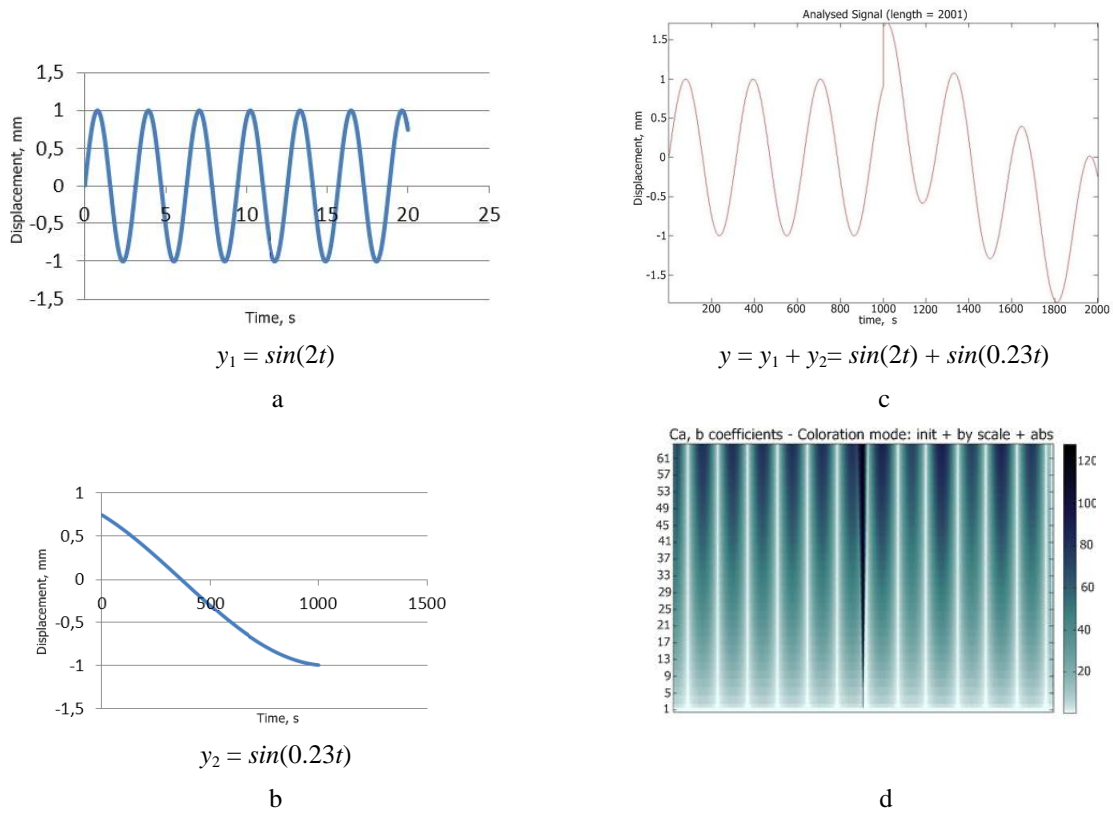 1,5
1
0,5
0
-0,5
-1
-1,5
0
5
10
15
20
25
Displacement, mm
Time, s
y₁ = sin(2t)
a
Analysed Signal (length = 2001)
1.5
1
0.5
0
-0.5
-1
-1.5
200 400 600 800 1000 1200 1400 1600 1800 2000
Displacement, mm
time, s
y = y₁ + y₂= sin(2t) + sin(0.23t)
c
1
0,5
0
-0,5
-1
-1,5
0 500 1000 1500
Displacement, mm
Time, s
y₂ = sin(0.23t)
b
Ca, b coefficients - Coloration mode: init + by scale + abs
61
57
53
49
45
41
37
33
29
25
21
17
13
9
5
1
120
100
80
60
40
20
d